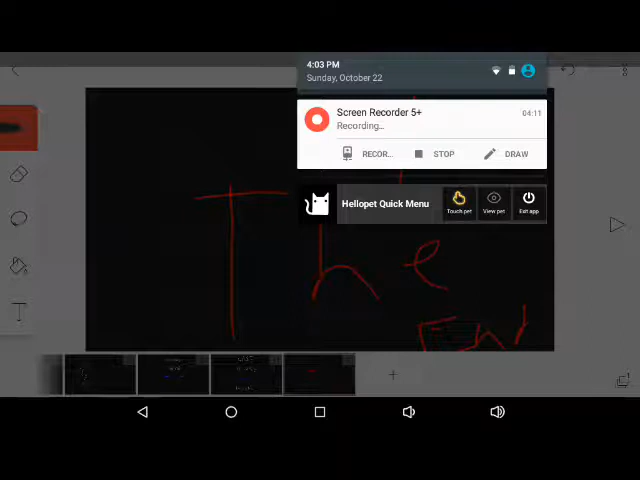 4:03 PM
Sunday, October 22
Screen Recorder 5+ 04:11
Recording...
RECOR... STOP DRAW
Hellopet Quick Menu Touch pet View pet Exit app
The
End
T